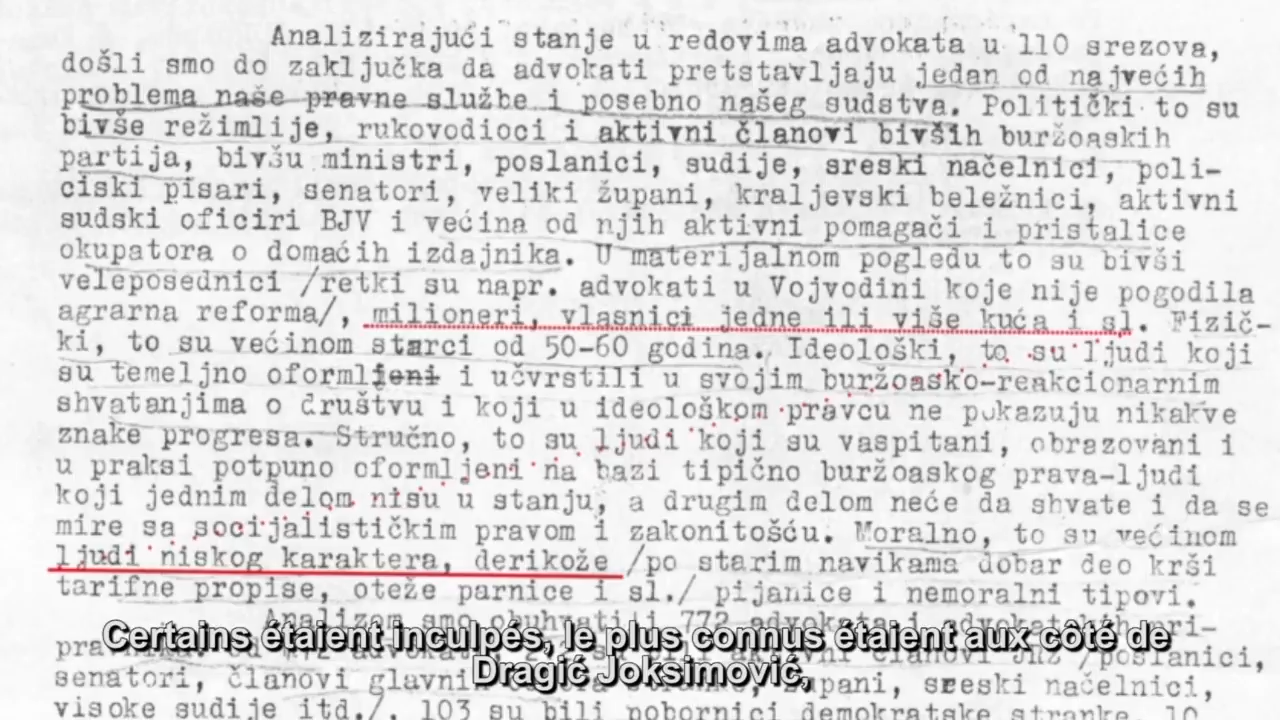 Analizirajući stanje u redovima advokata u 110 srezova,
došli smo do zaključka da advokati pretstavljaju jedan od najvećih
problema naše pravne službe i posebno našeg sudstva. Politički to su
bivše režimlije, rukovodioci i aktivni članovi bivših buržoaskih
partija, bivšu ministri, poslanici, sudije, sreski načelnici, poli-
ciski pisari, senatori, veliki župani, kraljevski beležnici, aktivni
sudski oficiri BJV i većina od njih aktivni pomagači i pristalice
okupatora o domaćih izdajnika. U materijalnom pogledu to su bivši
veleposednici /retki su napr. advokati u Vojvodini koje nije pogodila
agrarna reforma/, milioneri, vlasnici jedne ili više kuća i sl. Fizič-
ki, to su većinom starci od 50-60 godina. Ideološki, to su ljudi koji
su temeljno oformljeni i učvrstili u svojim buržoasko-reakcionarnim
shvatanjima o društvu i koji u ideološkom pravcu ne pokazuju nikakve
znake progresa. Stručno, to su ljudi koji su vaspitani, obrazovani i
u praksi potpuno oformljeni na bazi tipično buržoaskog prava-ljudi
koji jednim delom nisu u stanju, a drugim delom neće da shvate i da se
mire sa socijalističkim pravom i zakonitošću. Moralno, to su većinom
ljudi niskog karaktera, derikože /po starim navikama dobar deo krši
tarifne propise, oteže parnice i sl./ pijanice i nemoralni tipovi.
Analizom smo obuhvatili 772 advokata i advokatskih pri-
Certains étaient inculpés, le plus connus étaient aux côté de
aktivni članovi JRZ /poslanici,
Dragić Joksimović,
senatori, članovi glavnih župani, sreski načelnici,
visoke sudije itd./, 103 su bili pobornici demokratske stranke, 10